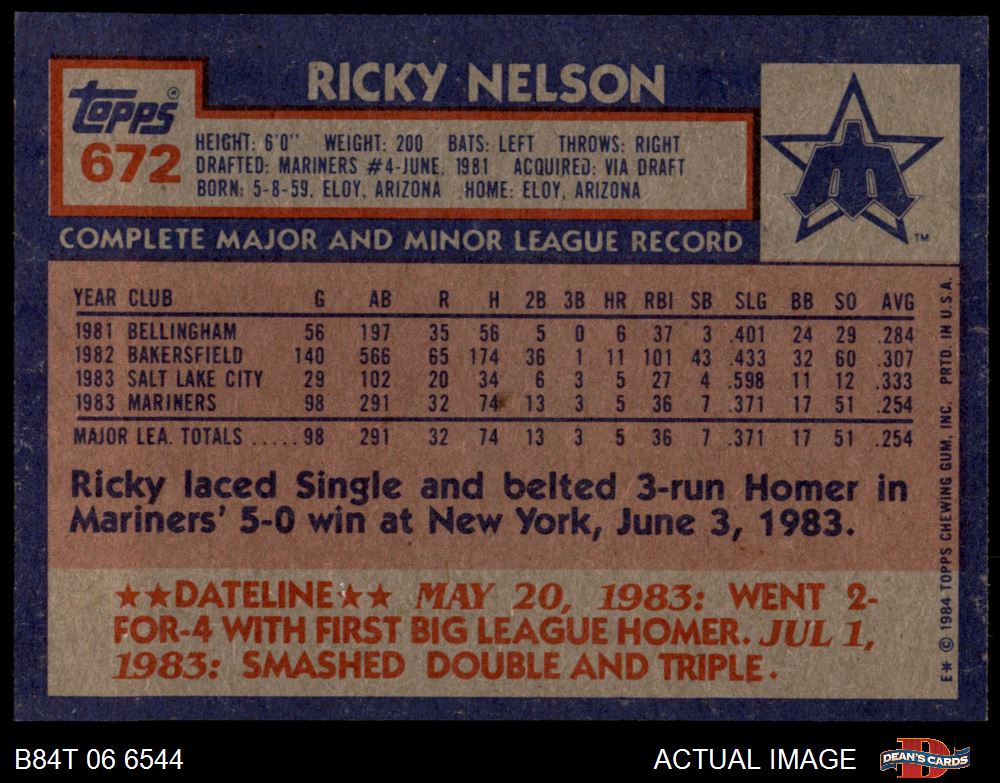 RICKY NELSON
Topps®
672
HEIGHT: 6'0" WEIGHT: 200 BATS: LEFT THROWS: RIGHT
DRAFTED: MARINERS #4-JUNE, 1981 ACQUIRED: VIA DRAFT
BORN: 5-8-59, ELOY, ARIZONA HOME: ELOY, ARIZONA
TM
COMPLETE MAJOR AND MINOR LEAGUE RECORD
YEAR CLUB G AB R H 2B 3B HR RBI SB SLG BB SO AVG
1981 BELLINGHAM 56 197 35 56 5 0 6 37 3 .401 24 29 .284
1982 BAKERSFIELD 140 566 65 174 36 1 11 101 43 .433 32 60 .307
1983 SALT LAKE CITY 29 102 20 34 6 3 5 27 4 .598 11 12 .333
1983 MARINERS 98 291 32 74 13 3 5 36 7 .371 17 51 .254
MAJOR LEA. TOTALS ..... 98 291 32 74 13 3 5 36 7 .371 17 51 .254
Ricky laced Single and belted 3-run Homer in
Mariners' 5-0 win at New York, June 3, 1983.
★★DATELINE★★ MAY 20, 1983: WENT 2-
FOR-4 WITH FIRST BIG LEAGUE HOMER. JUL 1,
1983: SMASHED DOUBLE AND TRIPLE.
E* © 1984 TOPPS CHEWING GUM, INC. PRTD. IN U.S.A.
B84T 06 6544
ACTUAL IMAGE
DEAN'S CARDS